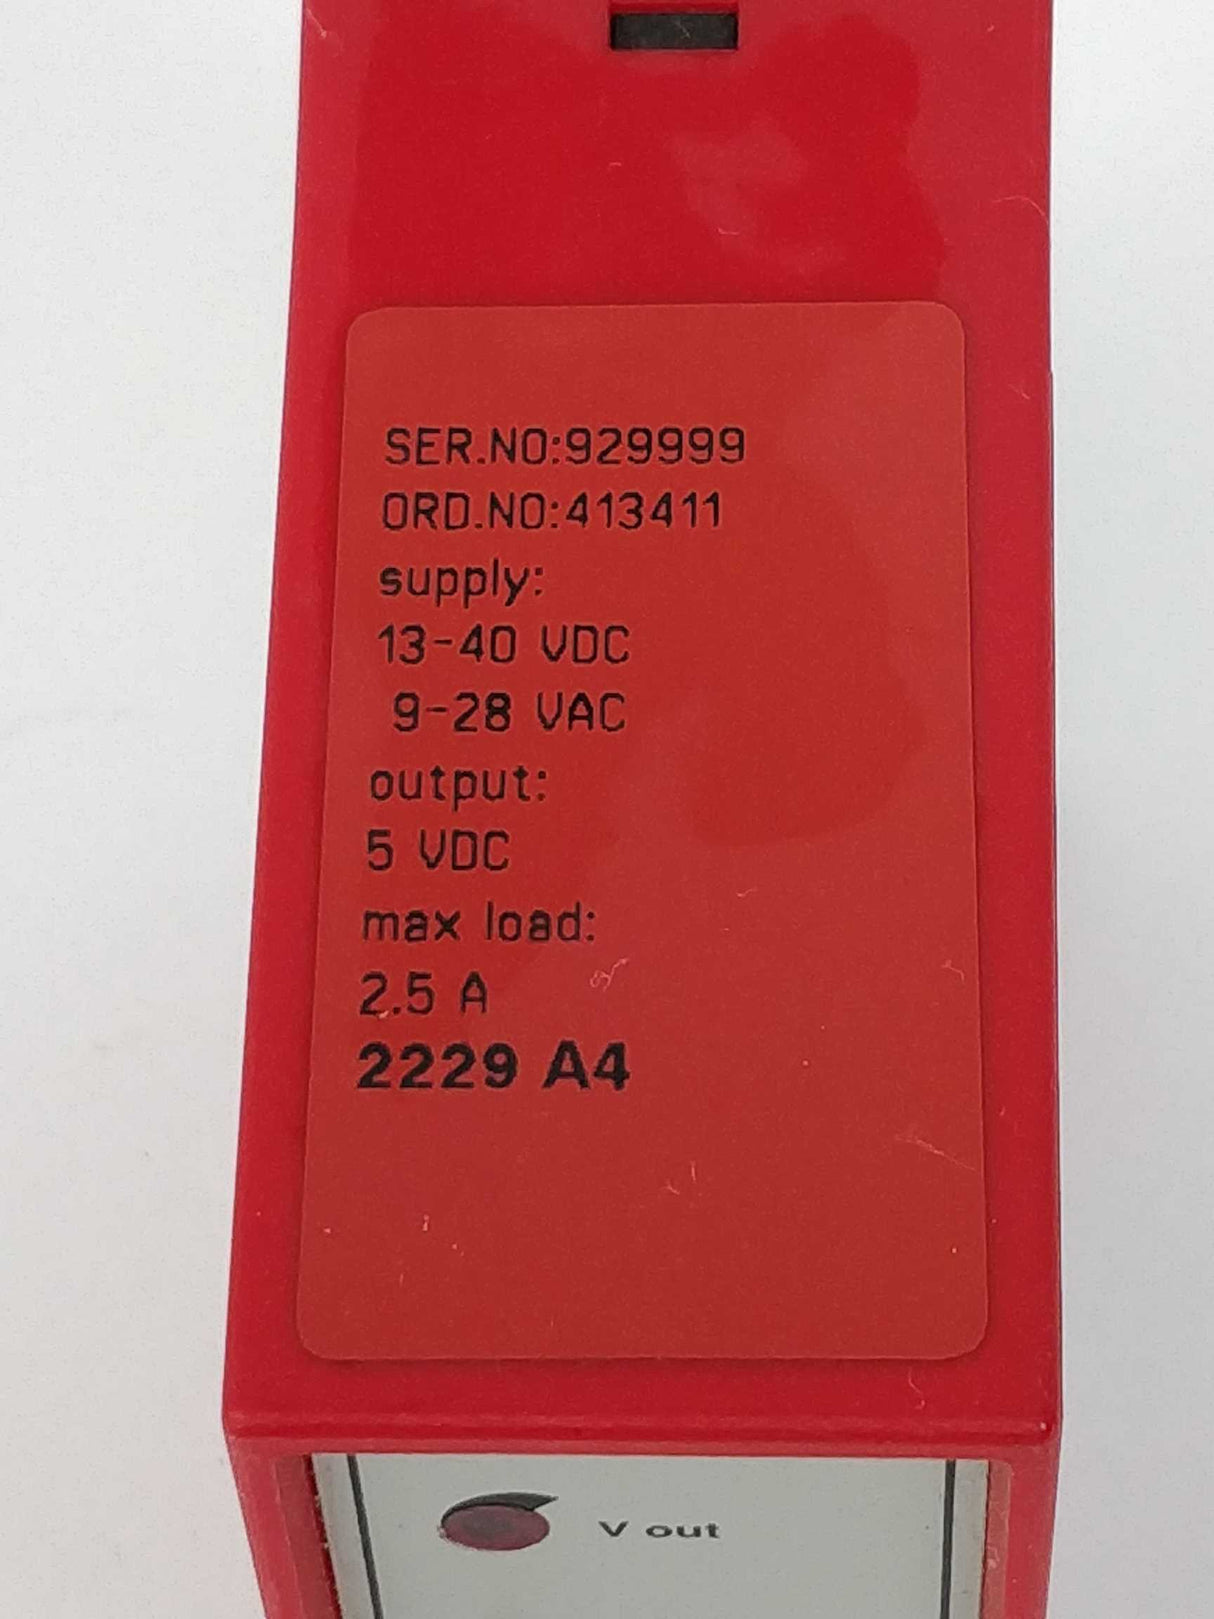 SER.NO:929999
ORD.NO:413411
supply:
13-40 VDC
9-28 VAC
output:
5 VDC
max load:
2.5 A
2229 A4
V out